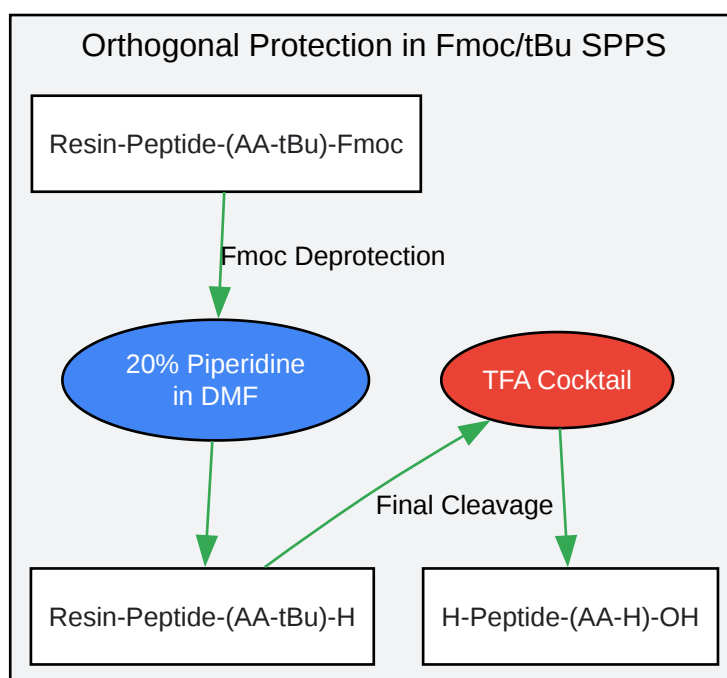 Orthogonal Protection in Fmoc/tBu SPPS
Resin-Peptide-(AA-tBu)-Fmoc
Fmoc Deprotection
20% Piperidine
in DMF
TFA Cocktail
Final Cleavage
Resin-Peptide-(AA-tBu)-H
H-Peptide-(AA-H)-OH